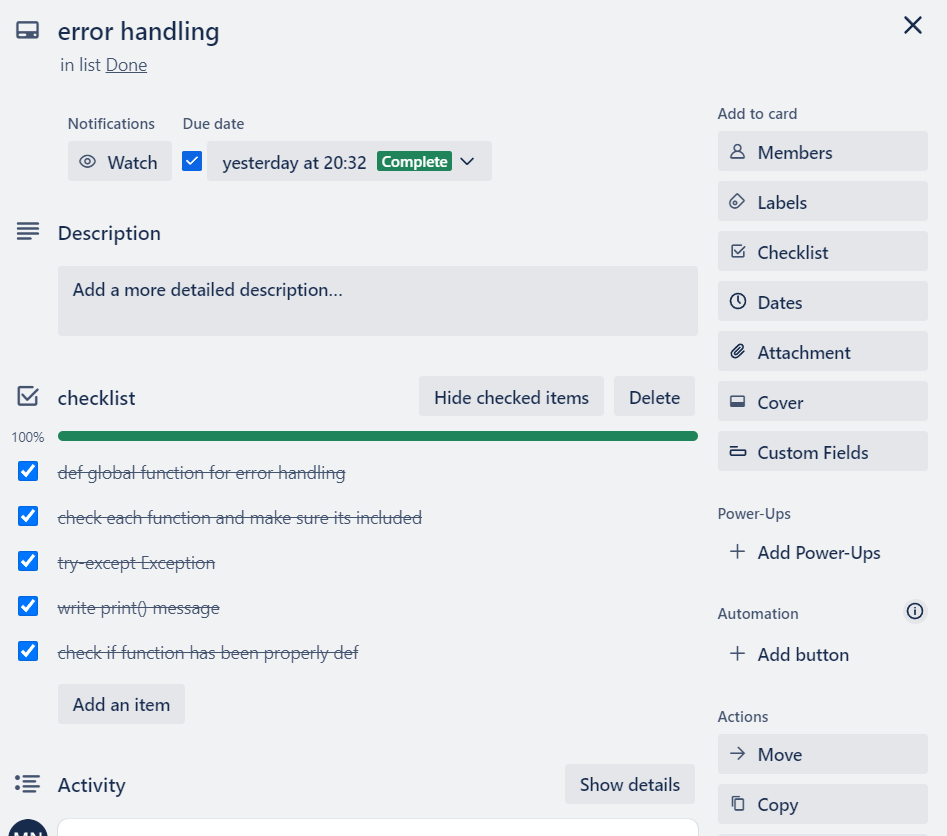 error handling
in list Done
Notifications
Due date
Watch
yesterday at 20:32 Complete
Description
Add a more detailed description...
checklist
Hide checked items
Delete
100%
def global function for error handling
check each function and make sure its included
try-except Exception
write print() message
check if function has been properly def
Add an item
Activity
Show details
Add to card
Members
Labels
Checklist
Dates
Attachment
Cover
Custom Fields
Power-Ups
Add Power-Ups
Automation
Add button
Actions
Move
Copy